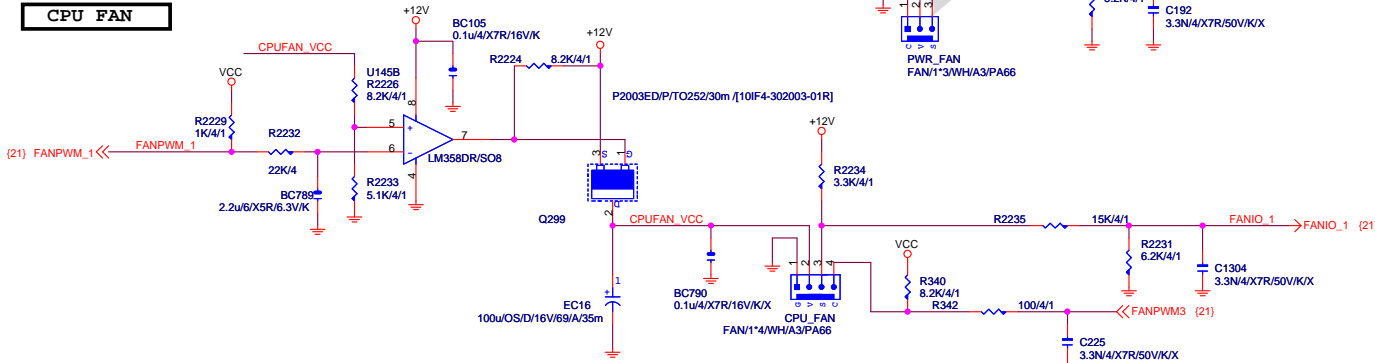 CPU FAN
+12V
BC105
0.1u/4/X7R/16V/K
CPUFAN_VCC
VCC
U145B
R2226
8.2K/4/1
R2224
8.2K/4/1
+12V
R2229
1K/4/1
R2232
22K/4
{21} FANPWM_1
FANPWM_1
8
5
+
6
-
7
4
LM358DR/SO8
BC789
2.2u/6/X5R/6.3V/K
R2233
5.1K/4/1
P2003ED/P/TO252/30m /[10IF4-302003-01R]
3
S
1
G
D
2
Q299
CPUFAN_VCC
1
+
EC16
100u/OS/D/16V/69/A/35m
BC790
0.1u/4/X7R/16V/K/X
+12V
R2234
3.3K/4/1
1
2
3
4
G
V
S
C
CPU_FAN
FAN/1*4/WH/A3/PA66
VCC
R340
8.2K/4/1
R342
100/4/1
FANPWM3 {21}
C225
3.3N/4/X7R/50V/K/X
R2235
15K/4/1
FANIO_1
FANIO_1 {21
R2231
6.2K/4/1
C1304
3.3N/4/X7R/50V/K/X
1
2
3
C
V
S
PWR_FAN
FAN/1*3/WH/A3/PA66
C192
3.3N/4/X7R/50V/K/X